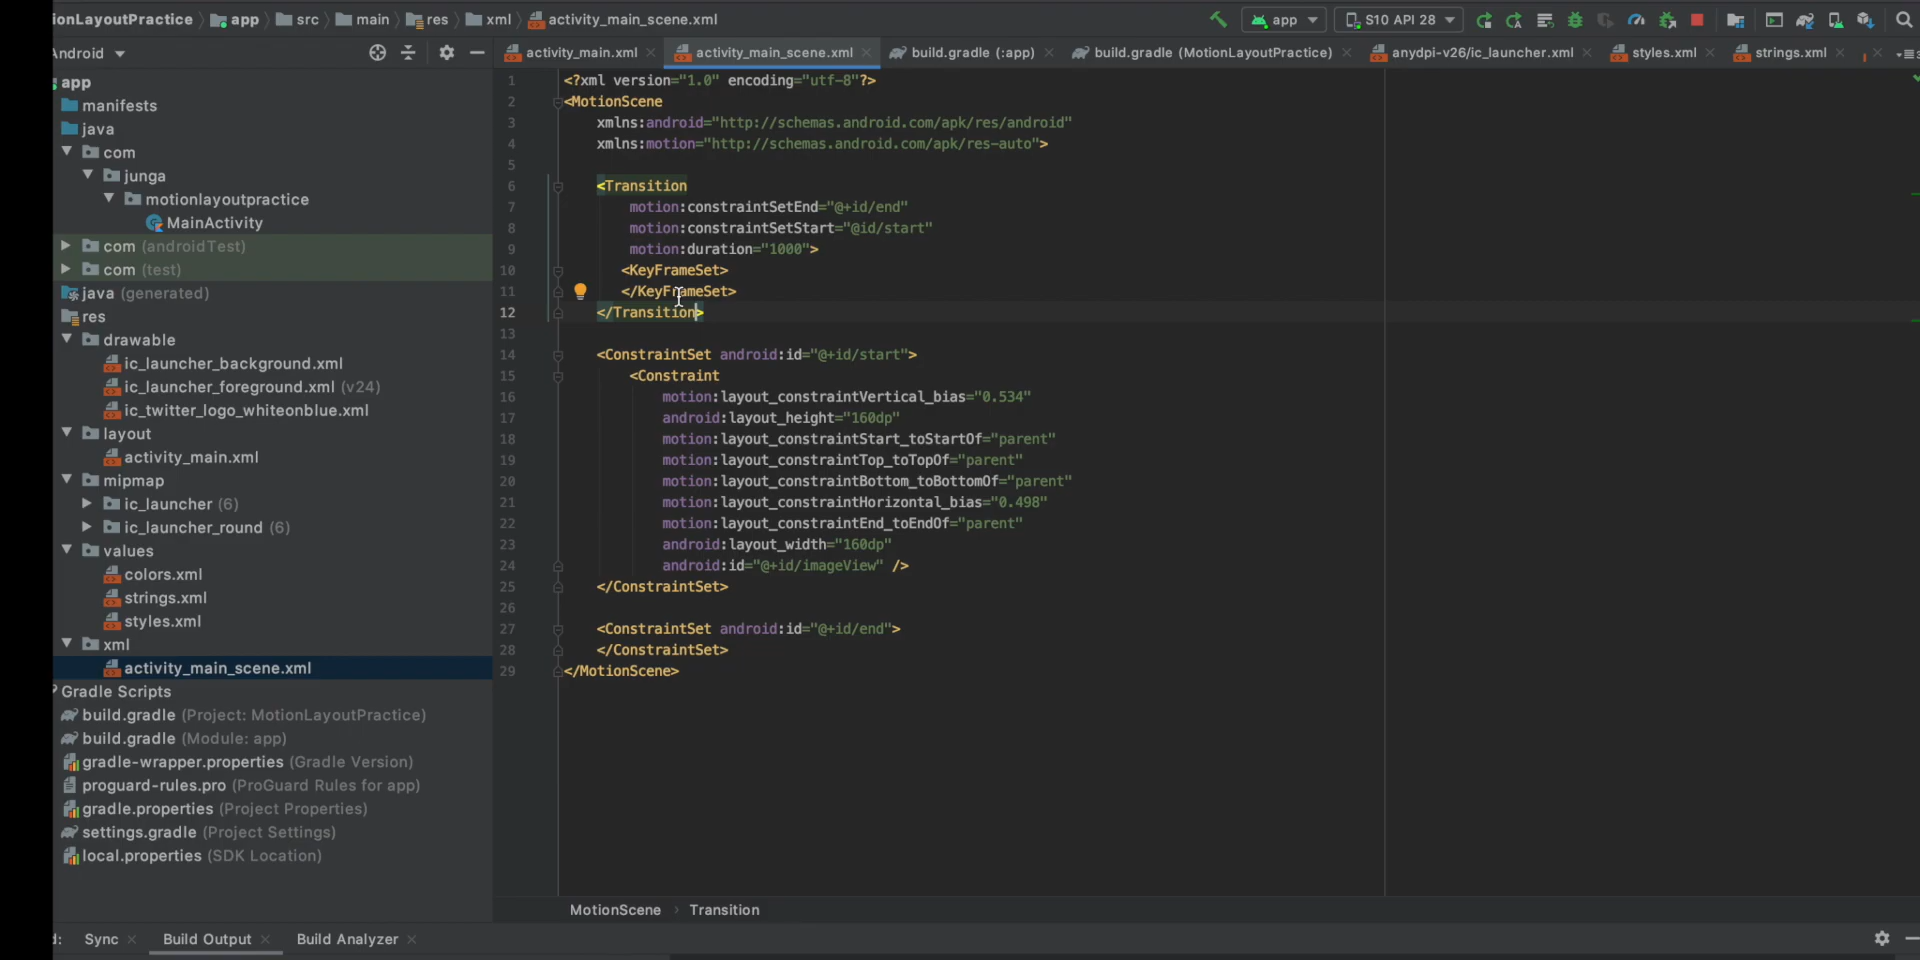 ionLayoutPractice app src main res xml activity_main_scene.xml app S10 API 28
Android
activity_main.xml activity_main_scene.xml build.gradle (:app) build.gradle (MotionLayoutPractice) anydpi-v26/ic_launcher.xml styles.xml strings.xml
app
manifests
java
com
junga
motionlayoutpractice
MainActivity
com (androidTest)
com (test)
java (generated)
res
drawable
ic_launcher_background.xml
ic_launcher_foreground.xml (v24)
ic_twitter_logo_whiteonblue.xml
layout
activity_main.xml
mipmap
ic_launcher (6)
ic_launcher_round (6)
values
colors.xml
strings.xml
styles.xml
xml
activity_main_scene.xml
Gradle Scripts
build.gradle (Project: MotionLayoutPractice)
build.gradle (Module: app)
gradle-wrapper.properties (Gradle Version)
proguard-rules.pro (ProGuard Rules for app)
gradle.properties (Project Properties)
settings.gradle (Project Settings)
local.properties (SDK Location)
1 <?xml version="1.0" encoding="utf-8"?>
2 <MotionScene
3 xmlns:android="http://schemas.android.com/apk/res/android"
4 xmlns:motion="http://schemas.android.com/apk/res-auto">
5
6 <Transition
7 motion:constraintSetEnd="@+id/end"
8 motion:constraintSetStart="@id/start"
9 motion:duration="1000">
10 <KeyFrameSet>
11 </KeyFrameSet>
12 </Transition>
13
14 <ConstraintSet android:id="@+id/start">
15 <Constraint
16 motion:layout_constraintVertical_bias="0.534"
17 android:layout_height="160dp"
18 motion:layout_constraintStart_toStartOf="parent"
19 motion:layout_constraintTop_toTopOf="parent"
20 motion:layout_constraintBottom_toBottomOf="parent"
21 motion:layout_constraintHorizontal_bias="0.498"
22 motion:layout_constraintEnd_toEndOf="parent"
23 android:layout_width="160dp"
24 android:id="@+id/imageView" />
25 </ConstraintSet>
26
27 <ConstraintSet android:id="@+id/end">
28 </ConstraintSet>
29 </MotionScene>
MotionScene › Transition
d: Sync Build Output Build Analyzer